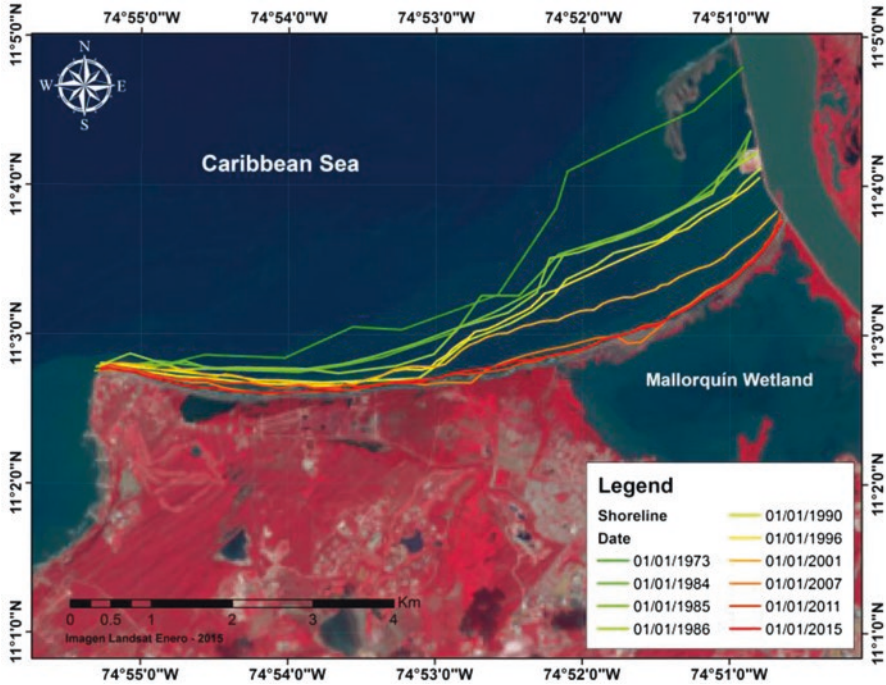 74°55'0"W 74°54'0"W 74°53'0"W 74°52'0"W 74°51'0"W
11°5'0"N 11°5'0"N
N
W E
S
Caribbean Sea
11°4'0"N 11°4'0"N
11°3'0"N 11°3'0"N
Mallorquín Wetland
11°2'0"N 11°2'0"N
Legend
Shoreline
Date
01/01/1973
01/01/1984
01/01/1985
01/01/1986
01/01/1990
01/01/1996
01/01/2001
01/01/2007
01/01/2011
01/01/2015
Km
0 0.5 1 2 3 4
Imagen Landsat Enero - 2015
11°1'0"N 11°1'0"N
74°55'0"W 74°54'0"W 74°53'0"W 74°52'0"W 74°51'0"W